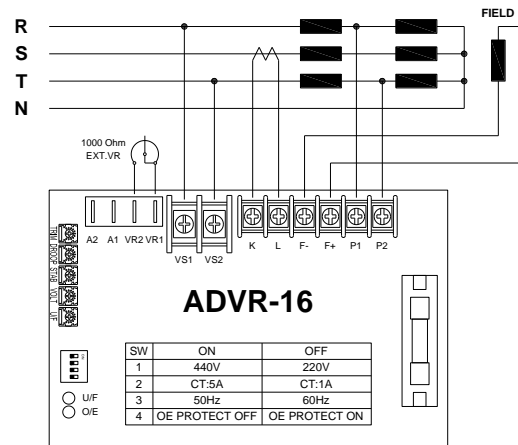 FIELD
R
S
T
N
1000 Ohm
EXT.VR
A2 A1 VR2 VR1
VS1 VS2
K L F- F+ P1 P2
TRM
DROOP
STAB
VOLT
U/F
ADVR-16
SW ON OFF
1 440V 220V
2 CT:5A CT:1A
3 50Hz 60Hz
4 OE PROTECT OFF OE PROTECT ON
U/F
O/E